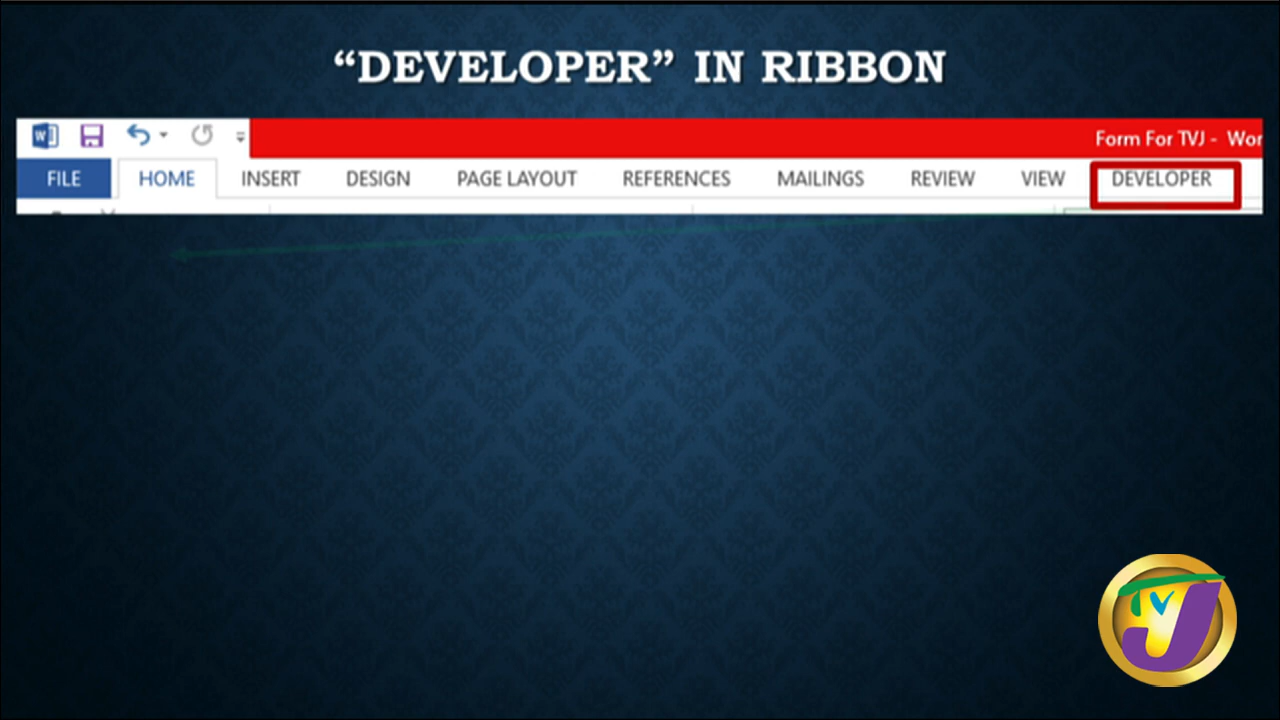 “DEVELOPER” IN RIBBON
Form For TVJ - Wor
FILE HOME INSERT DESIGN PAGE LAYOUT REFERENCES MAILINGS REVIEW VIEW DEVELOPER
TVJ